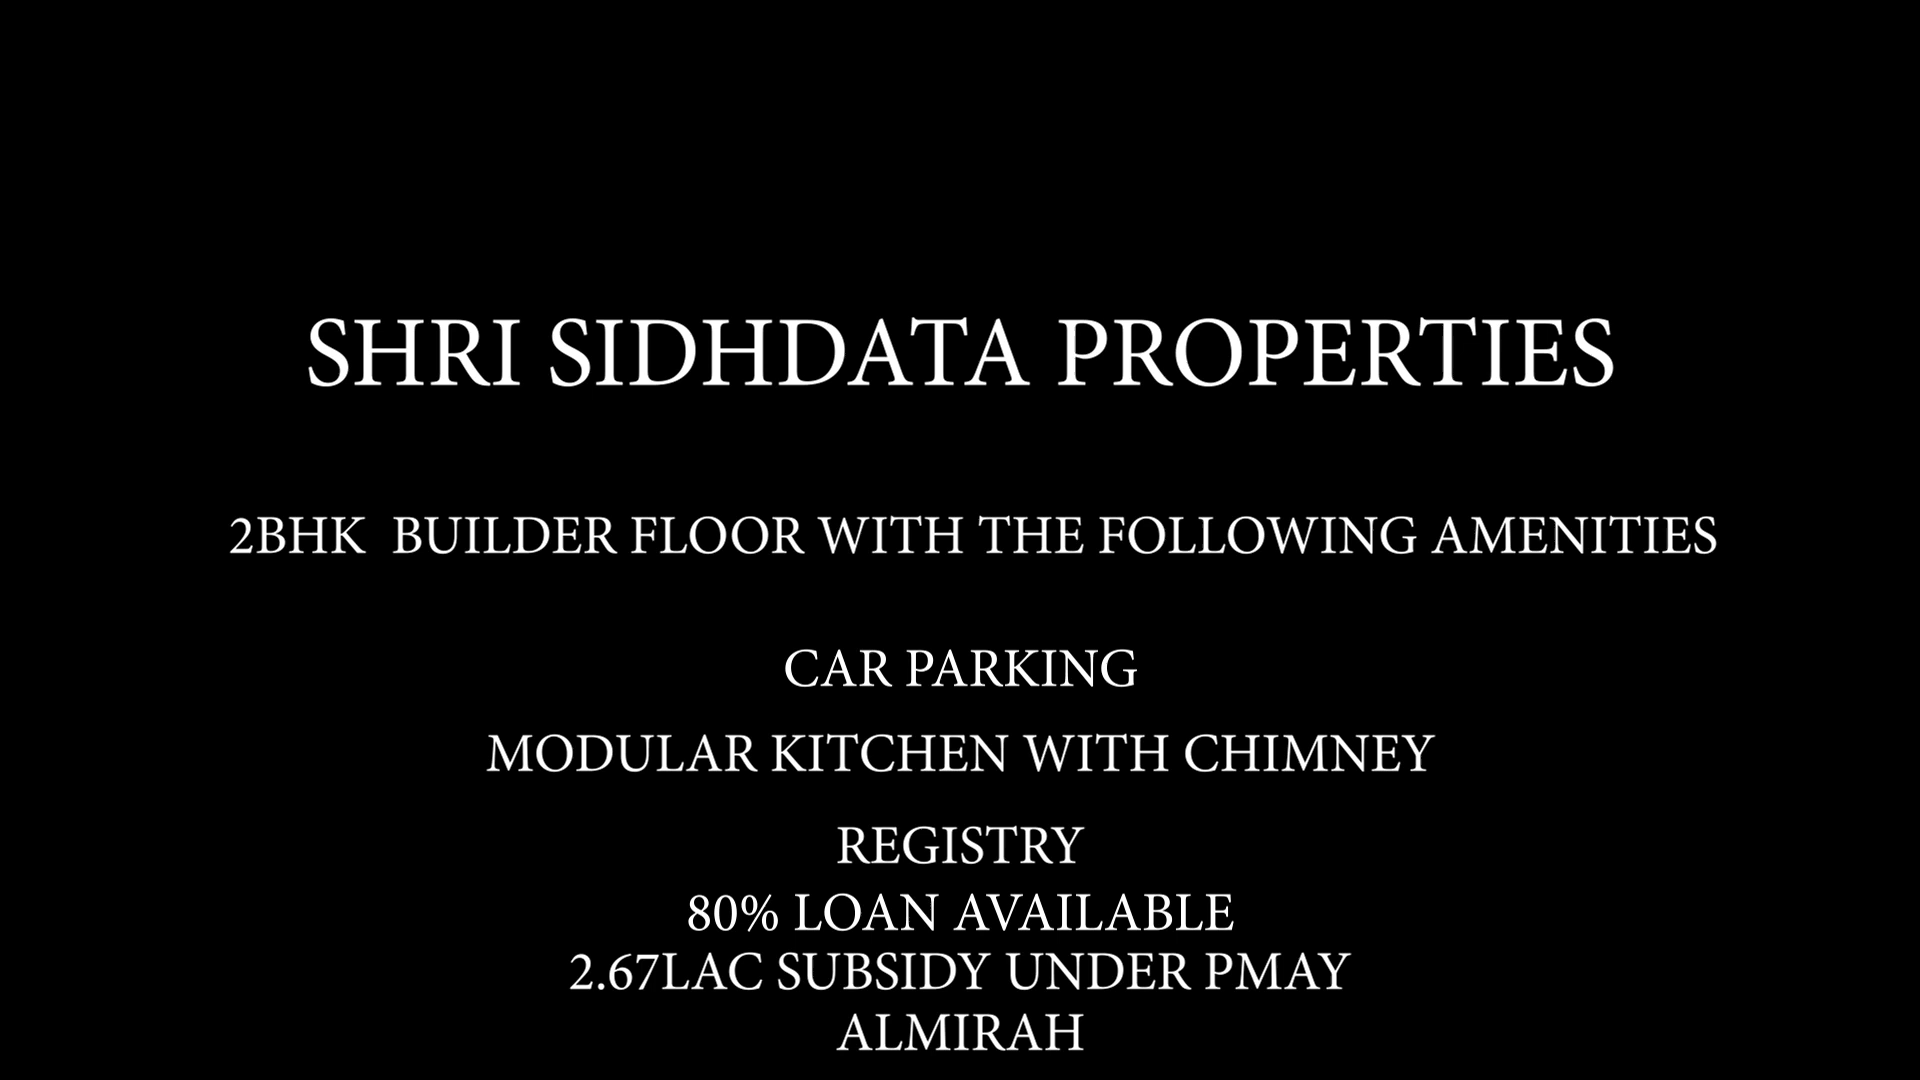 SHRI SIDHDATA PROPERTIES
2BHK  BUILDER FLOOR WITH THE FOLLOWING AMENITIES
CAR PARKING
MODULAR KITCHEN WITH CHIMNEY
REGISTRY
80% LOAN AVAILABLE
2.67LAC SUBSIDY UNDER PMAY
ALMIRAH